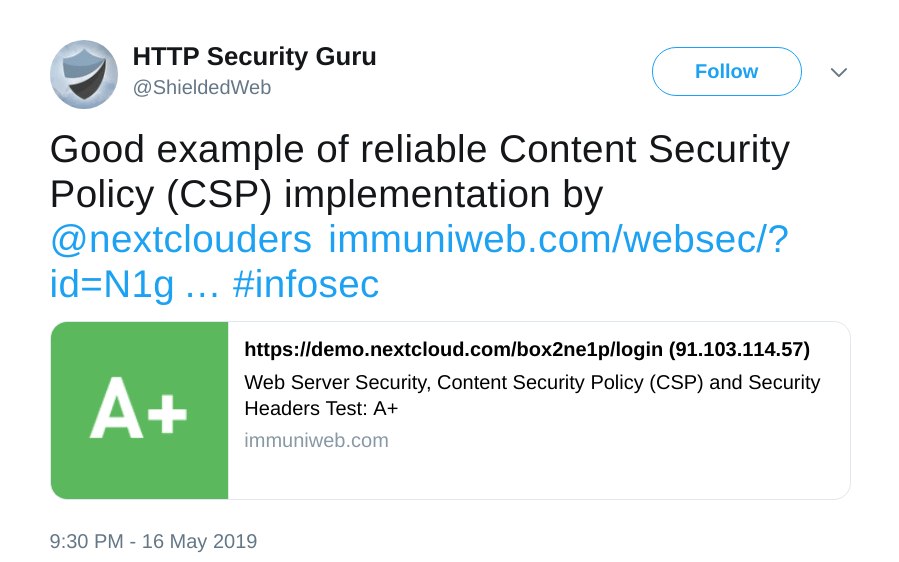 HTTP Security Guru
@ShieldedWeb
Follow
Good example of reliable Content Security
Policy (CSP) implementation by
@nextclouders immuniweb.com/websec/?
id=N1g … #infosec
A+
https://demo.nextcloud.com/box2ne1p/login (91.103.114.57)
Web Server Security, Content Security Policy (CSP) and Security
Headers Test: A+
immuniweb.com
9:30 PM - 16 May 2019